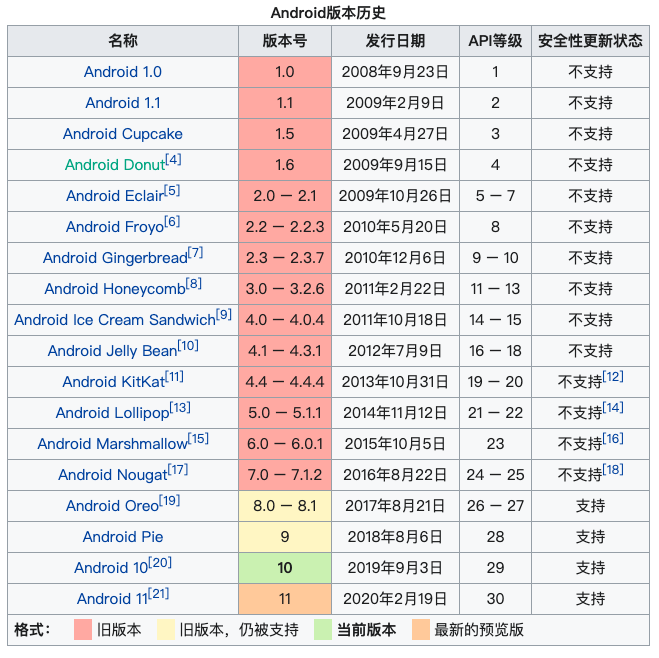 Android版本历史
名称 版本号 发行日期 API等级 安全性更新状态
Android 1.0 1.0 2008年9月23日 1 不支持
Android 1.1 1.1 2009年2月9日 2 不支持
Android Cupcake 1.5 2009年4月27日 3 不支持
Android Donut[4] 1.6 2009年9月15日 4 不支持
Android Eclair[5] 2.0 – 2.1 2009年10月26日 5 – 7 不支持
Android Froyo[6] 2.2 – 2.2.3 2010年5月20日 8 不支持
Android Gingerbread[7] 2.3 – 2.3.7 2010年12月6日 9 – 10 不支持
Android Honeycomb[8] 3.0 – 3.2.6 2011年2月22日 11 – 13 不支持
Android Ice Cream Sandwich[9] 4.0 – 4.0.4 2011年10月18日 14 – 15 不支持
Android Jelly Bean[10] 4.1 – 4.3.1 2012年7月9日 16 – 18 不支持
Android KitKat[11] 4.4 – 4.4.4 2013年10月31日 19 – 20 不支持[12]
Android Lollipop[13] 5.0 – 5.1.1 2014年11月12日 21 – 22 不支持[14]
Android Marshmallow[15] 6.0 – 6.0.1 2015年10月5日 23 不支持[16]
Android Nougat[17] 7.0 – 7.1.2 2016年8月22日 24 – 25 不支持[18]
Android Oreo[19] 8.0 – 8.1 2017年8月21日 26 – 27 支持
Android Pie 9 2018年8月6日 28 支持
Android 10[20] 10 2019年9月3日 29 支持
Android 11[21] 11 2020年2月19日 30 支持
格式： 旧版本 旧版本，仍被支持 当前版本 最新的预览版